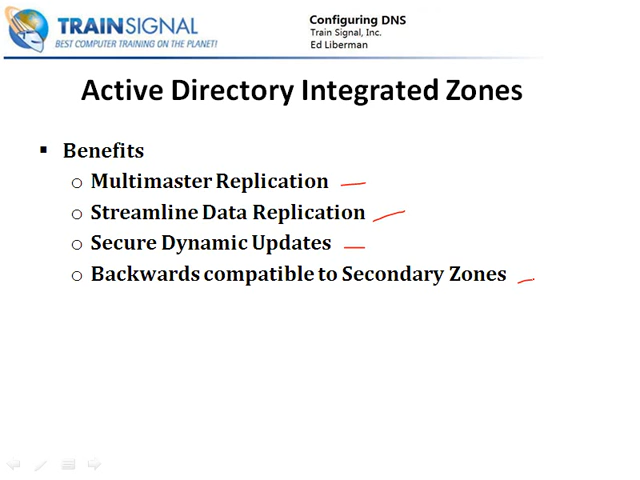 TRAINSIGNAL
BEST COMPUTER TRAINING ON THE PLANET!
Configuring DNS
Train Signal, Inc.
Ed Liberman
Active Directory Integrated Zones
Benefits
Multimaster Replication
Streamline Data Replication
Secure Dynamic Updates
Backwards compatible to Secondary Zones